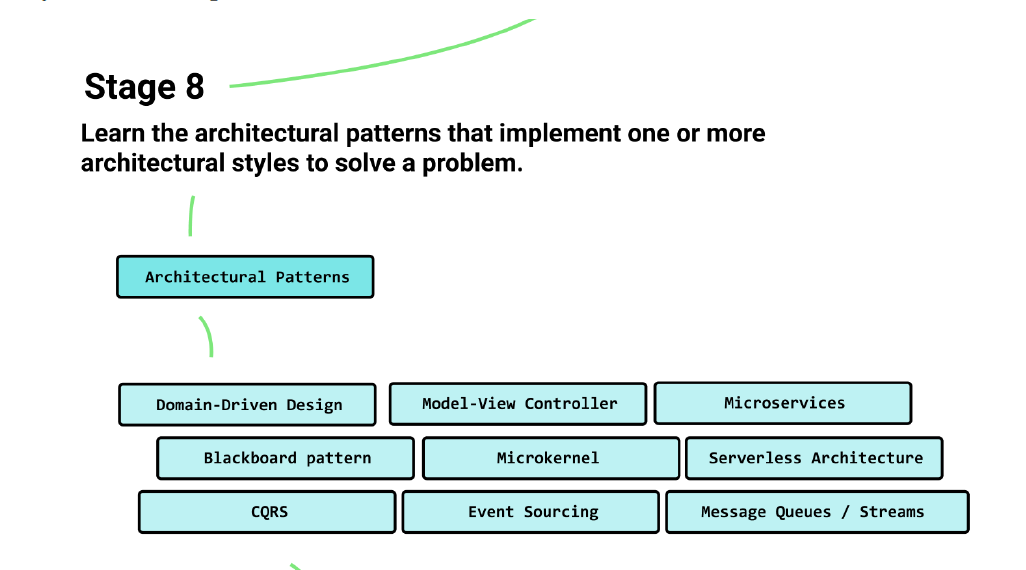 Stage 8
Learn the architectural patterns that implement one or more
architectural styles to solve a problem.
Architectural Patterns
Domain-Driven Design
Model-View Controller
Microservices
Blackboard pattern
Microkernel
Serverless Architecture
CQRS
Event Sourcing
Message Queues / Streams